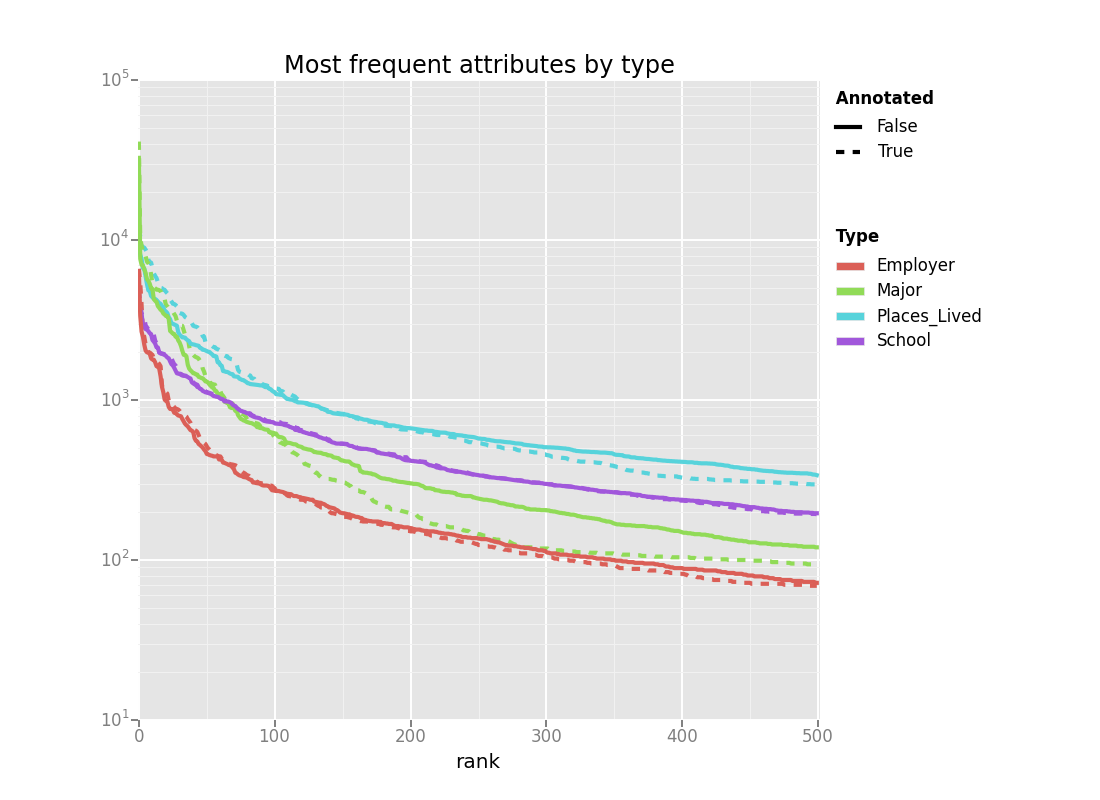 Most frequent attributes by type
10^5
10^4
10^3
10^2
10^1
0 100 200 300 400 500
rank
Annotated
False
True
Type
Employer
Major
Places_Lived
School